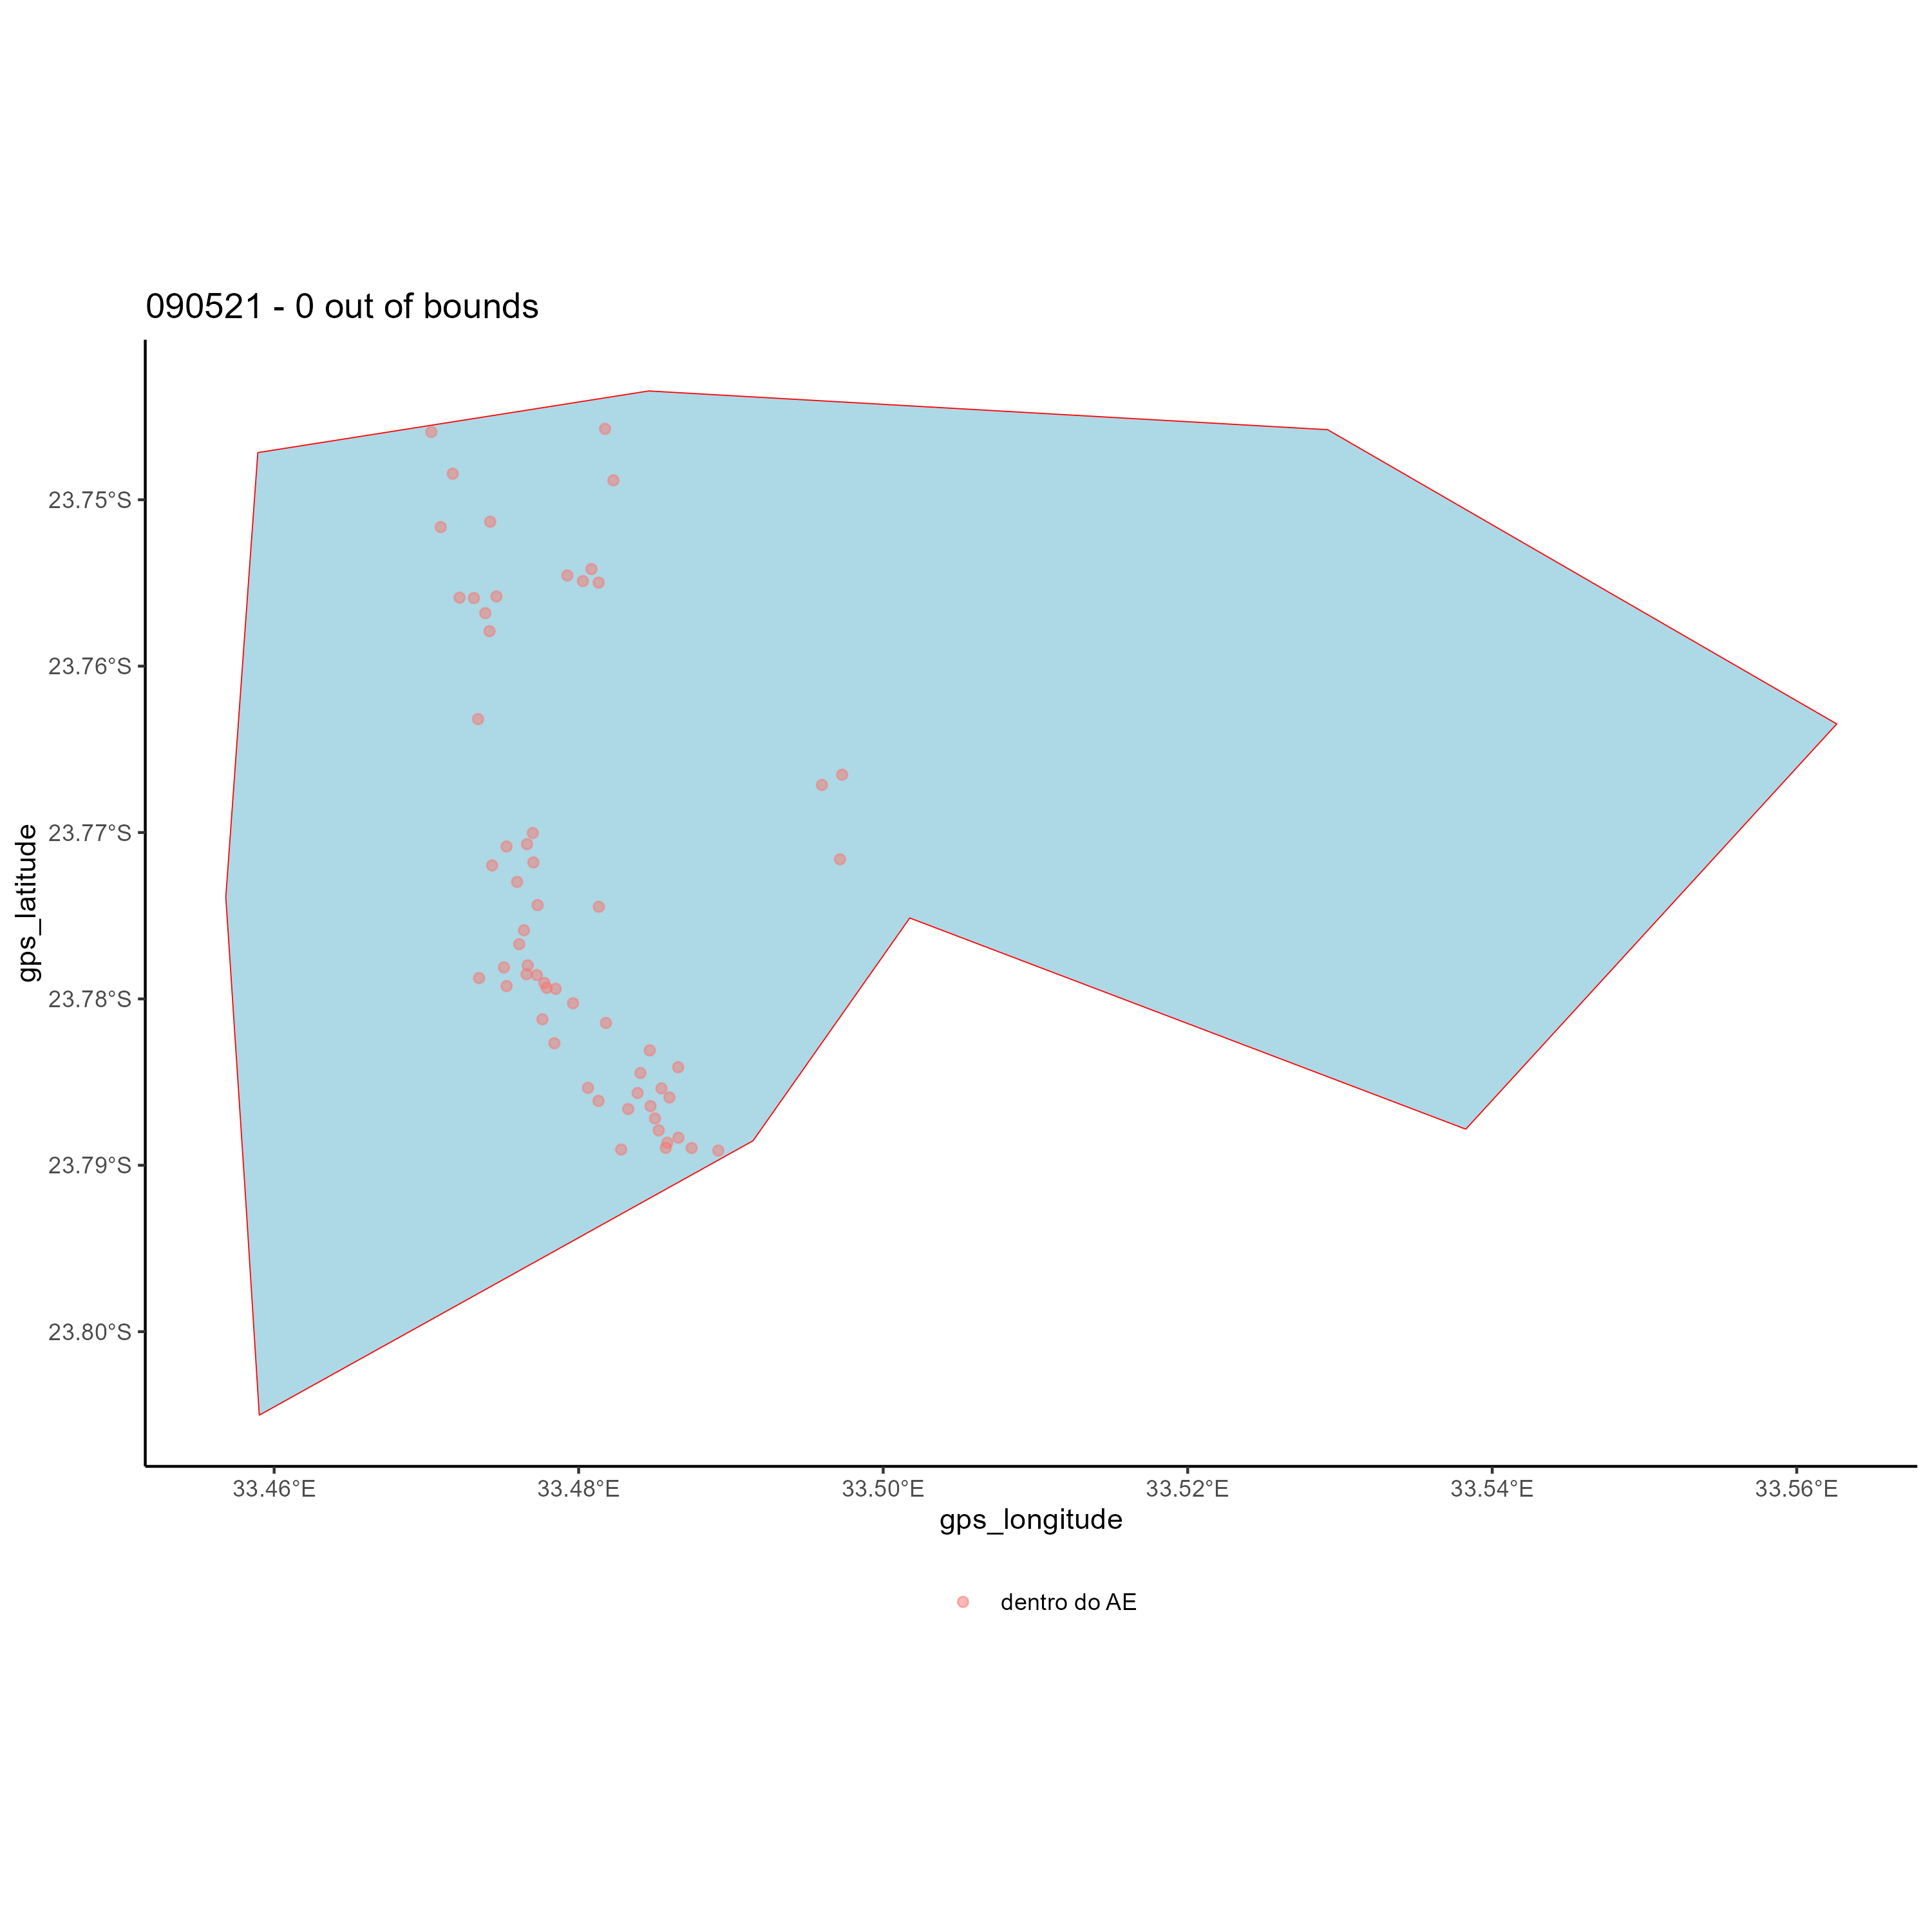 090521 - 0 out of bounds
23.75°S
23.76°S
23.77°S
23.78°S
23.79°S
23.80°S
gps_latitude
33.46°E 33.48°E 33.50°E 33.52°E 33.54°E 33.56°E
gps_longitude
dentro do AE